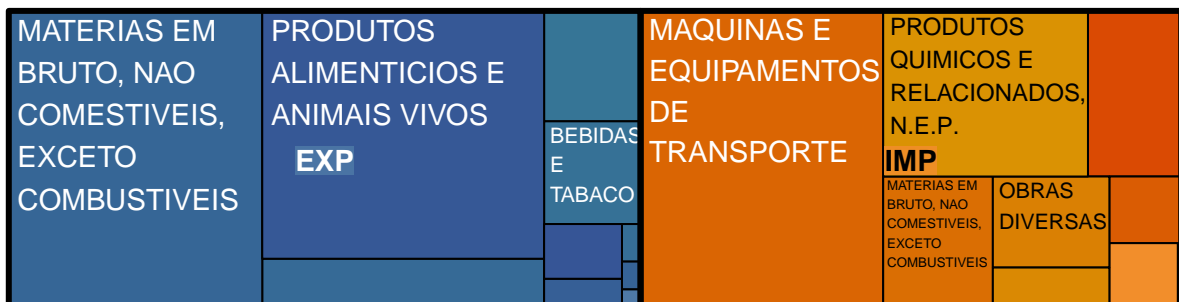 MATERIAS EM
BRUTO, NAO
COMESTIVEIS,
EXCETO
COMBUSTIVEIS
PRODUTOS
ALIMENTICIOS E
ANIMAIS VIVOS
EXP
BEBIDAS
E
TABACO
MAQUINAS E
EQUIPAMENTOS
DE
TRANSPORTE
PRODUTOS
QUIMICOS E
RELACIONADOS,
N.E.P.
IMP
MATERIAS EM
BRUTO, NAO
COMESTIVEIS,
EXCETO
COMBUSTIVEIS
OBRAS
DIVERSAS